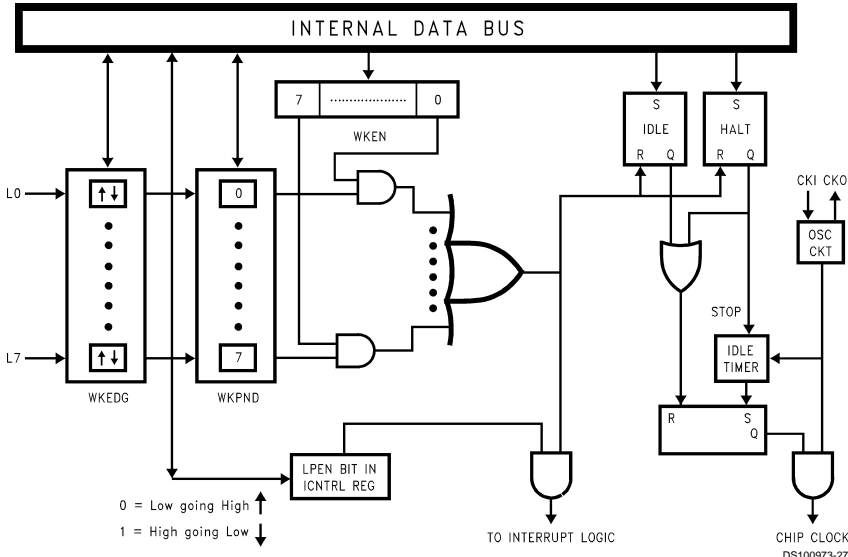 INTERNAL DATA BUS
7 .................... 0
WKEN
S
IDLE
R Q
S
HALT
R Q
CKI CKO
OSC
CKT
L0
0
L7
7
WKEDG
WKPND
STOP
IDLE
TIMER
R S
Q
LPEN BIT IN
ICNTRL REG
0 = Low going High
1 = High going Low
TO INTERRUPT LOGIC
CHIP CLOCK
DS100973-27